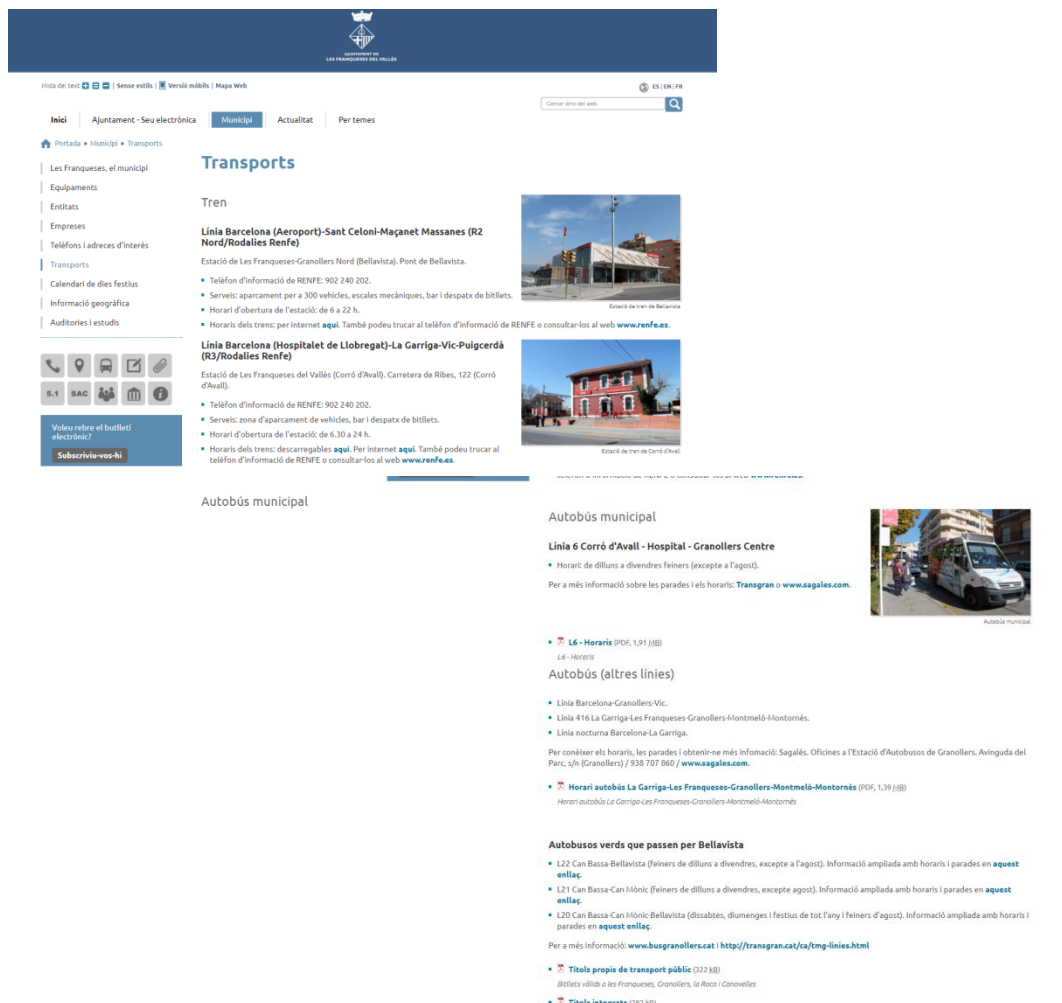 AJUNTAMENT DE
LES FRANQUESES DEL VALLÈS
Mida del text | Sense estils | Versió mòbils | Mapa Web
ES | EN | FR
Cercar dins del web
Inici Ajuntament - Seu electrònica Municipi Actualitat Per temes
Portada Municipi Transports
Les Franqueses, el municipi
Equipaments
Entitats
Empreses
Telèfons i adreces d'interès
Transports
Calendari de dies festius
Informació geogràfica
Auditories i estudis
5.1 SAC
Voleu rebre el butlletí
electrònic?
Subscriviu-vos-hi
Transports
Tren
Línia Barcelona (Aeroport)-Sant Celoni-Maçanet Massanes (R2
Nord/Rodalies Renfe)
Estació de Les Franqueses-Granollers Nord (Bellavista). Pont de Bellavista.
Telèfon d'informació de RENFE: 902 240 202.
Serveis: aparcament per a 300 vehicles, escales mecàniques, bar i despatx de bitllets.
Horari d'obertura de l'estació: de 6 a 22 h.
Estació de tren de Bellavista
Horaris dels trens: per internet aquí. També podeu trucar al telèfon d'informació de RENFE o consultar-los al web www.renfe.es.
Línia Barcelona (Hospitalet de Llobregat)-La Garriga-Vic-Puigcerdà
(R3/Rodalies Renfe)
Estació de Les Franqueses del Vallès (Corró d'Avall). Carretera de Ribes, 122 (Corró
d'Avall).
Telèfon d'informació de RENFE: 902 240 202.
Serveis: zona d'aparcament de vehicles, bar i despatx de bitllets.
Horari d'obertura de l'estació: de 6.30 a 24 h.
Horaris dels trens: descarregables aquí. Per internet aquí. També podeu trucar al
telèfon d'informació de RENFE o consultar-los al web www.renfe.es.
Estació de tren de Corró d'Avall
Autobús municipal
Autobús municipal
Línia 6 Corró d'Avall - Hospital - Granollers Centre
Horari: de dilluns a divendres feiners (excepte a l'agost).
Per a més informació sobre les parades i els horaris: Transgran o www.sagales.com.
Autobús municipal
L6 - Horaris (PDF, 1,91 MB)
L6 - Horaris
Autobús (altres línies)
Línia Barcelona-Granollers-Vic.
Línia 416 La Garriga-Les Franqueses-Granollers-Montmeló-Montornès.
Línia nocturna Barcelona-La Garriga.
Per conèixer els horaris, les parades i obtenir-ne més infomació: Sagalés. Oficines a l'Estació d'Autobusos de Granollers. Avinguda del
Parc, s/n (Granollers) / 938 707 860 / www.sagales.com.
Horari autobús La Garriga-Les Franqueses-Granollers-Montmeló-Montornés (PDF, 1,39 MB)
Horari autobús La Garriga-Les Franqueses-Granollers-Montmeló-Montornés
Autobusos verds que passen per Bellavista
L22 Can Bassa-Bellavista (feiners de dilluns a divendres, excepte a l'agost). Informació ampliada amb horaris i parades en aquest
enllaç.
L21 Can Bassa-Can Mònic (feiners de dilluns a divendres, excepte agost). Informació ampliada amb horaris i parades en aquest
enllaç.
L20 Can Bassa-Can Mònic-Bellavista (dissabtes, diumenges i festius de tot l'any i feiners d'agost). Informació ampliada amb horaris i
parades en aquest enllaç.
Per a més informació: www.busgranollers.cat i http://transgran.cat/ca/tmg-linies.html
Títols propis de transport públic (322 kB)
Bitllets vàlids a les Franqueses, Granollers, la Roca i Canovelles